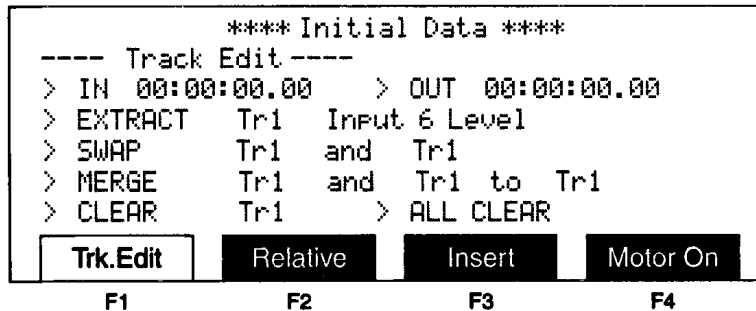 **** Initial Data ****
---- Track Edit ----
> IN 00:00:00.00 > OUT 00:00:00.00
> EXTRACT Tr1 Input 6 Level
> SWAP Tr1 and Tr1
> MERGE Tr1 and Tr1 to Tr1
> CLEAR Tr1 > ALL CLEAR
Trk.Edit Relative Insert Motor On
F1 F2 F3 F4